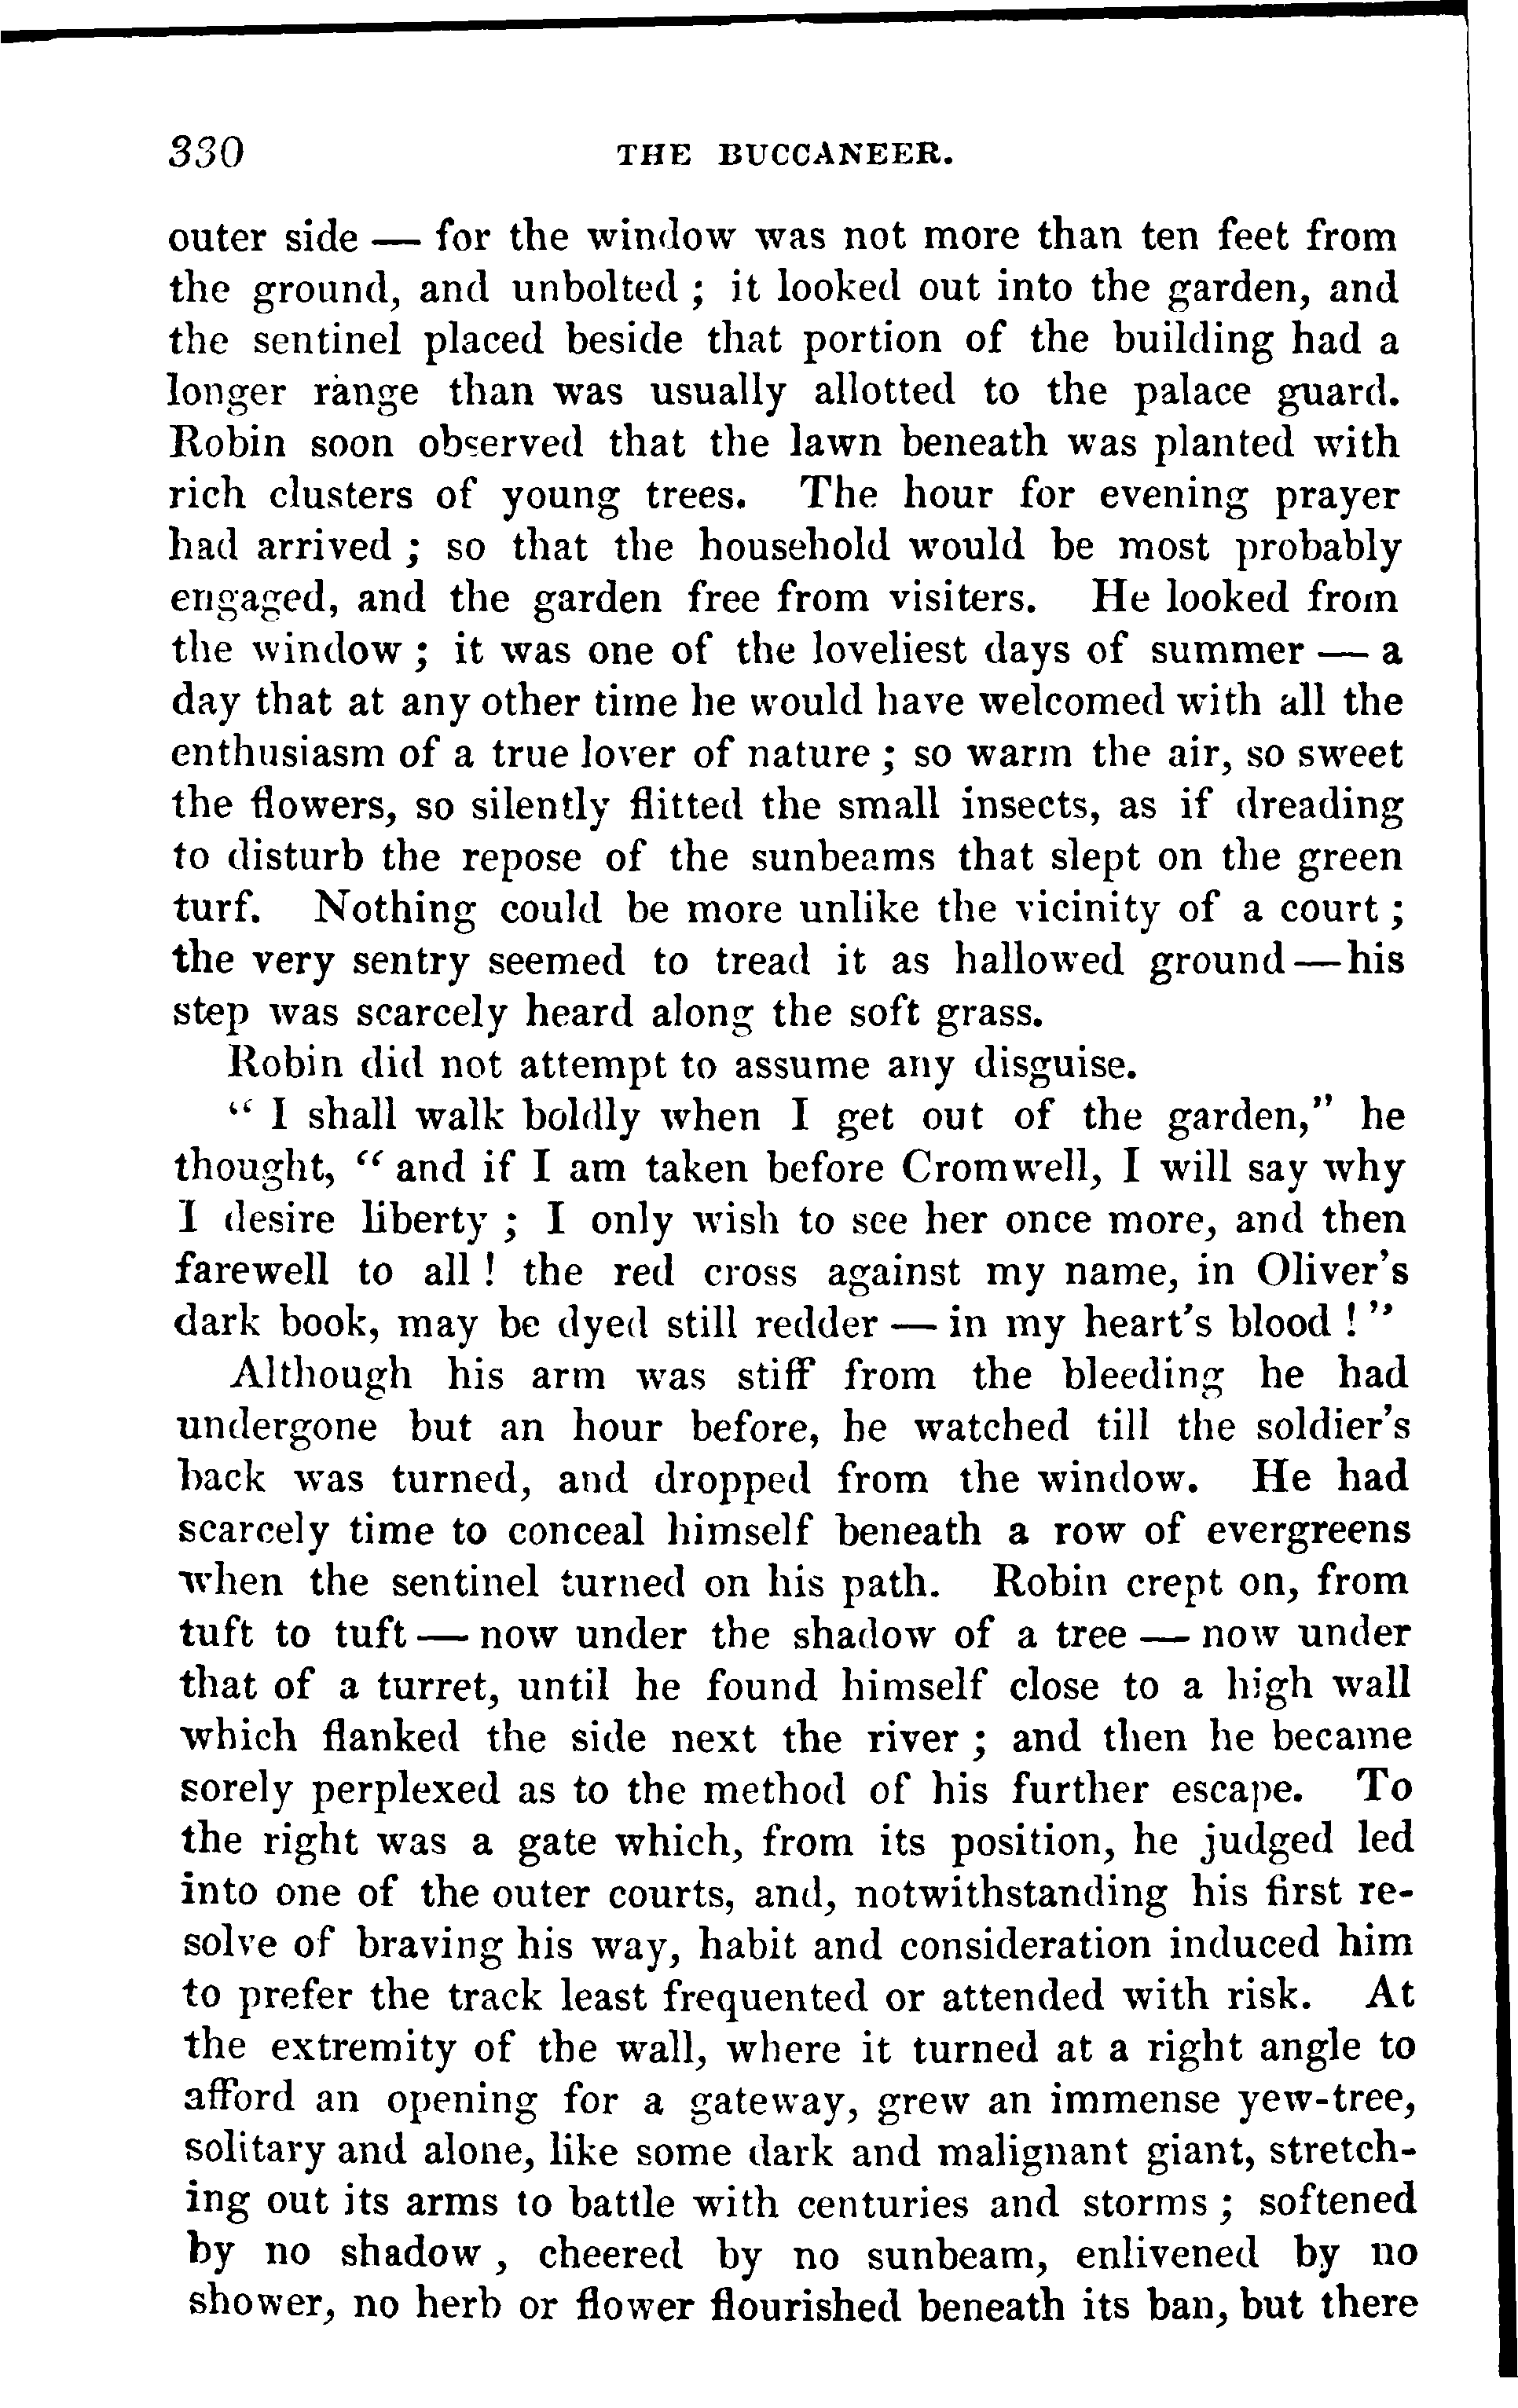 330 THE BUCCANEER.
outer side — for the window was not more than ten feet from
the ground, and unbolted ; it looked out into the garden, and
the sentinel placed beside that portion of the building had a
longer range than was usually allotted to the palace guard.
Robin soon observed that the lawn beneath was planted with
rich clusters of young trees. The hour for evening prayer
had arrived ; so that the household would be most probably
engaged, and the garden free from visiters. He looked from
the window ; it was one of the loveliest days of summer — a
day that at any other time he would have welcomed with all the
enthusiasm of a true lover of nature ; so warm the air, so sweet
the flowers, so silently flitted the small insects, as if dreading
to disturb the repose of the sunbeams that slept on the green
turf. Nothing could be more unlike the vicinity of a court ;
the very sentry seemed to tread it as hallowed ground — his
step was scarcely heard along the soft grass.
Robin did not attempt to assume any disguise.
“ I shall walk boldly when I get out of the garden,” he
thought, “ and if I am taken before Cromwell, I will say why
I desire liberty ; I only wish to see her once more, and then
farewell to all ! the red cross against my name, in Oliver’s
dark book, may be dyed still redder — in my heart’s blood ! ”
Although his arm was stiff from the bleeding he had
undergone but an hour before, he watched till the soldier’s
back was turned, and dropped from the window. He had
scarcely time to conceal himself beneath a row of evergreens
when the sentinel turned on his path. Robin crept on, from
tuft to tuft — now under the shadow of a tree — now under
that of a turret, until he found himself close to a high wall
which flanked the side next the river ; and then he became
sorely perplexed as to the method of his further escape. To
the right was a gate which, from its position, he judged led
into one of the outer courts, and, notwithstanding his first re-
solve of braving his way, habit and consideration induced him
to prefer the track least frequented or attended with risk. At
the extremity of the wall, where it turned at a right angle to
afford an opening for a gateway, grew an immense yew-tree,
solitary and alone, like some dark and malignant giant, stretch-
ing out its arms to battle with centuries and storms ; softened
by no shadow , cheered by no sunbeam, enlivened by no
shower, no herb or flower flourished beneath its ban, but there